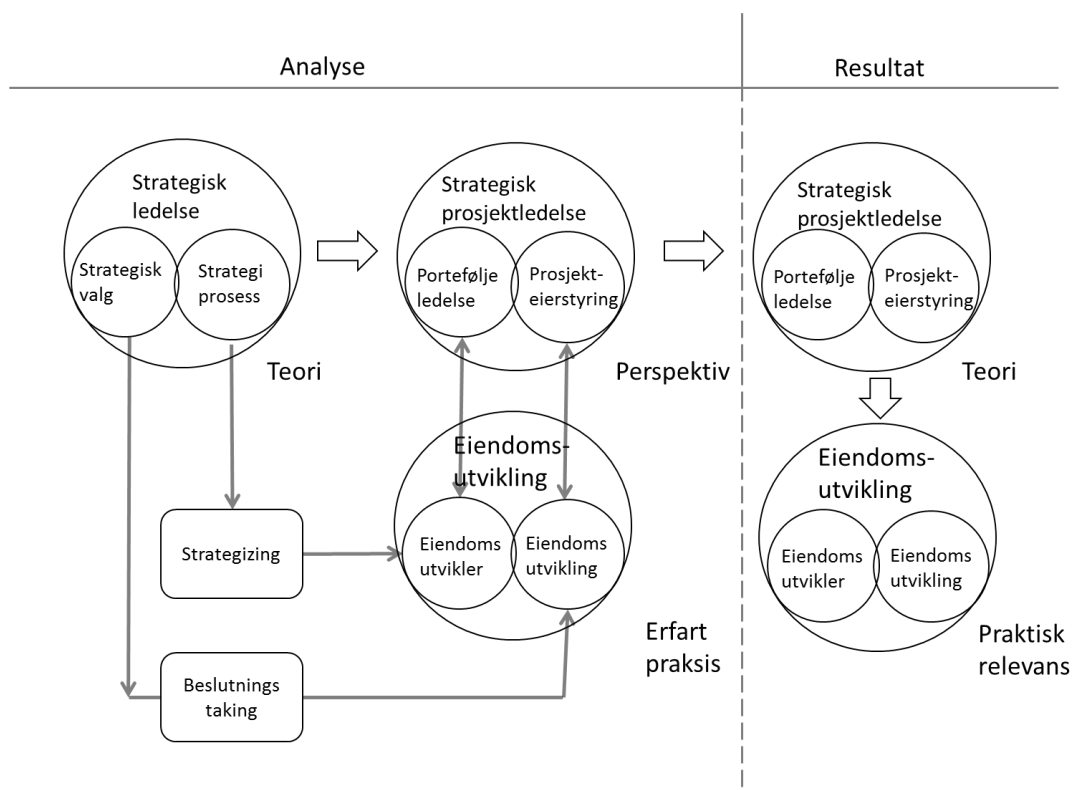 Analyse
Resultat
Strategisk
ledelse
Strategisk
valg
Strategi
prosess
Teori
Strategisk
prosjektledelse
Portefølje
ledelse
Prosjekt-
eierstyring
Perspektiv
Strategisk
prosjektledelse
Portefølje
ledelse
Prosjekt-
eierstyring
Teori
Strategizing
Beslutnings
taking
Eiendoms-
utvikling
Eiendoms
utvikler
Eiendoms
utvikling
Erfart
praksis
Eiendoms-
utvikling
Eiendoms
utvikler
Eiendoms
utvikling
Praktisk
relevans